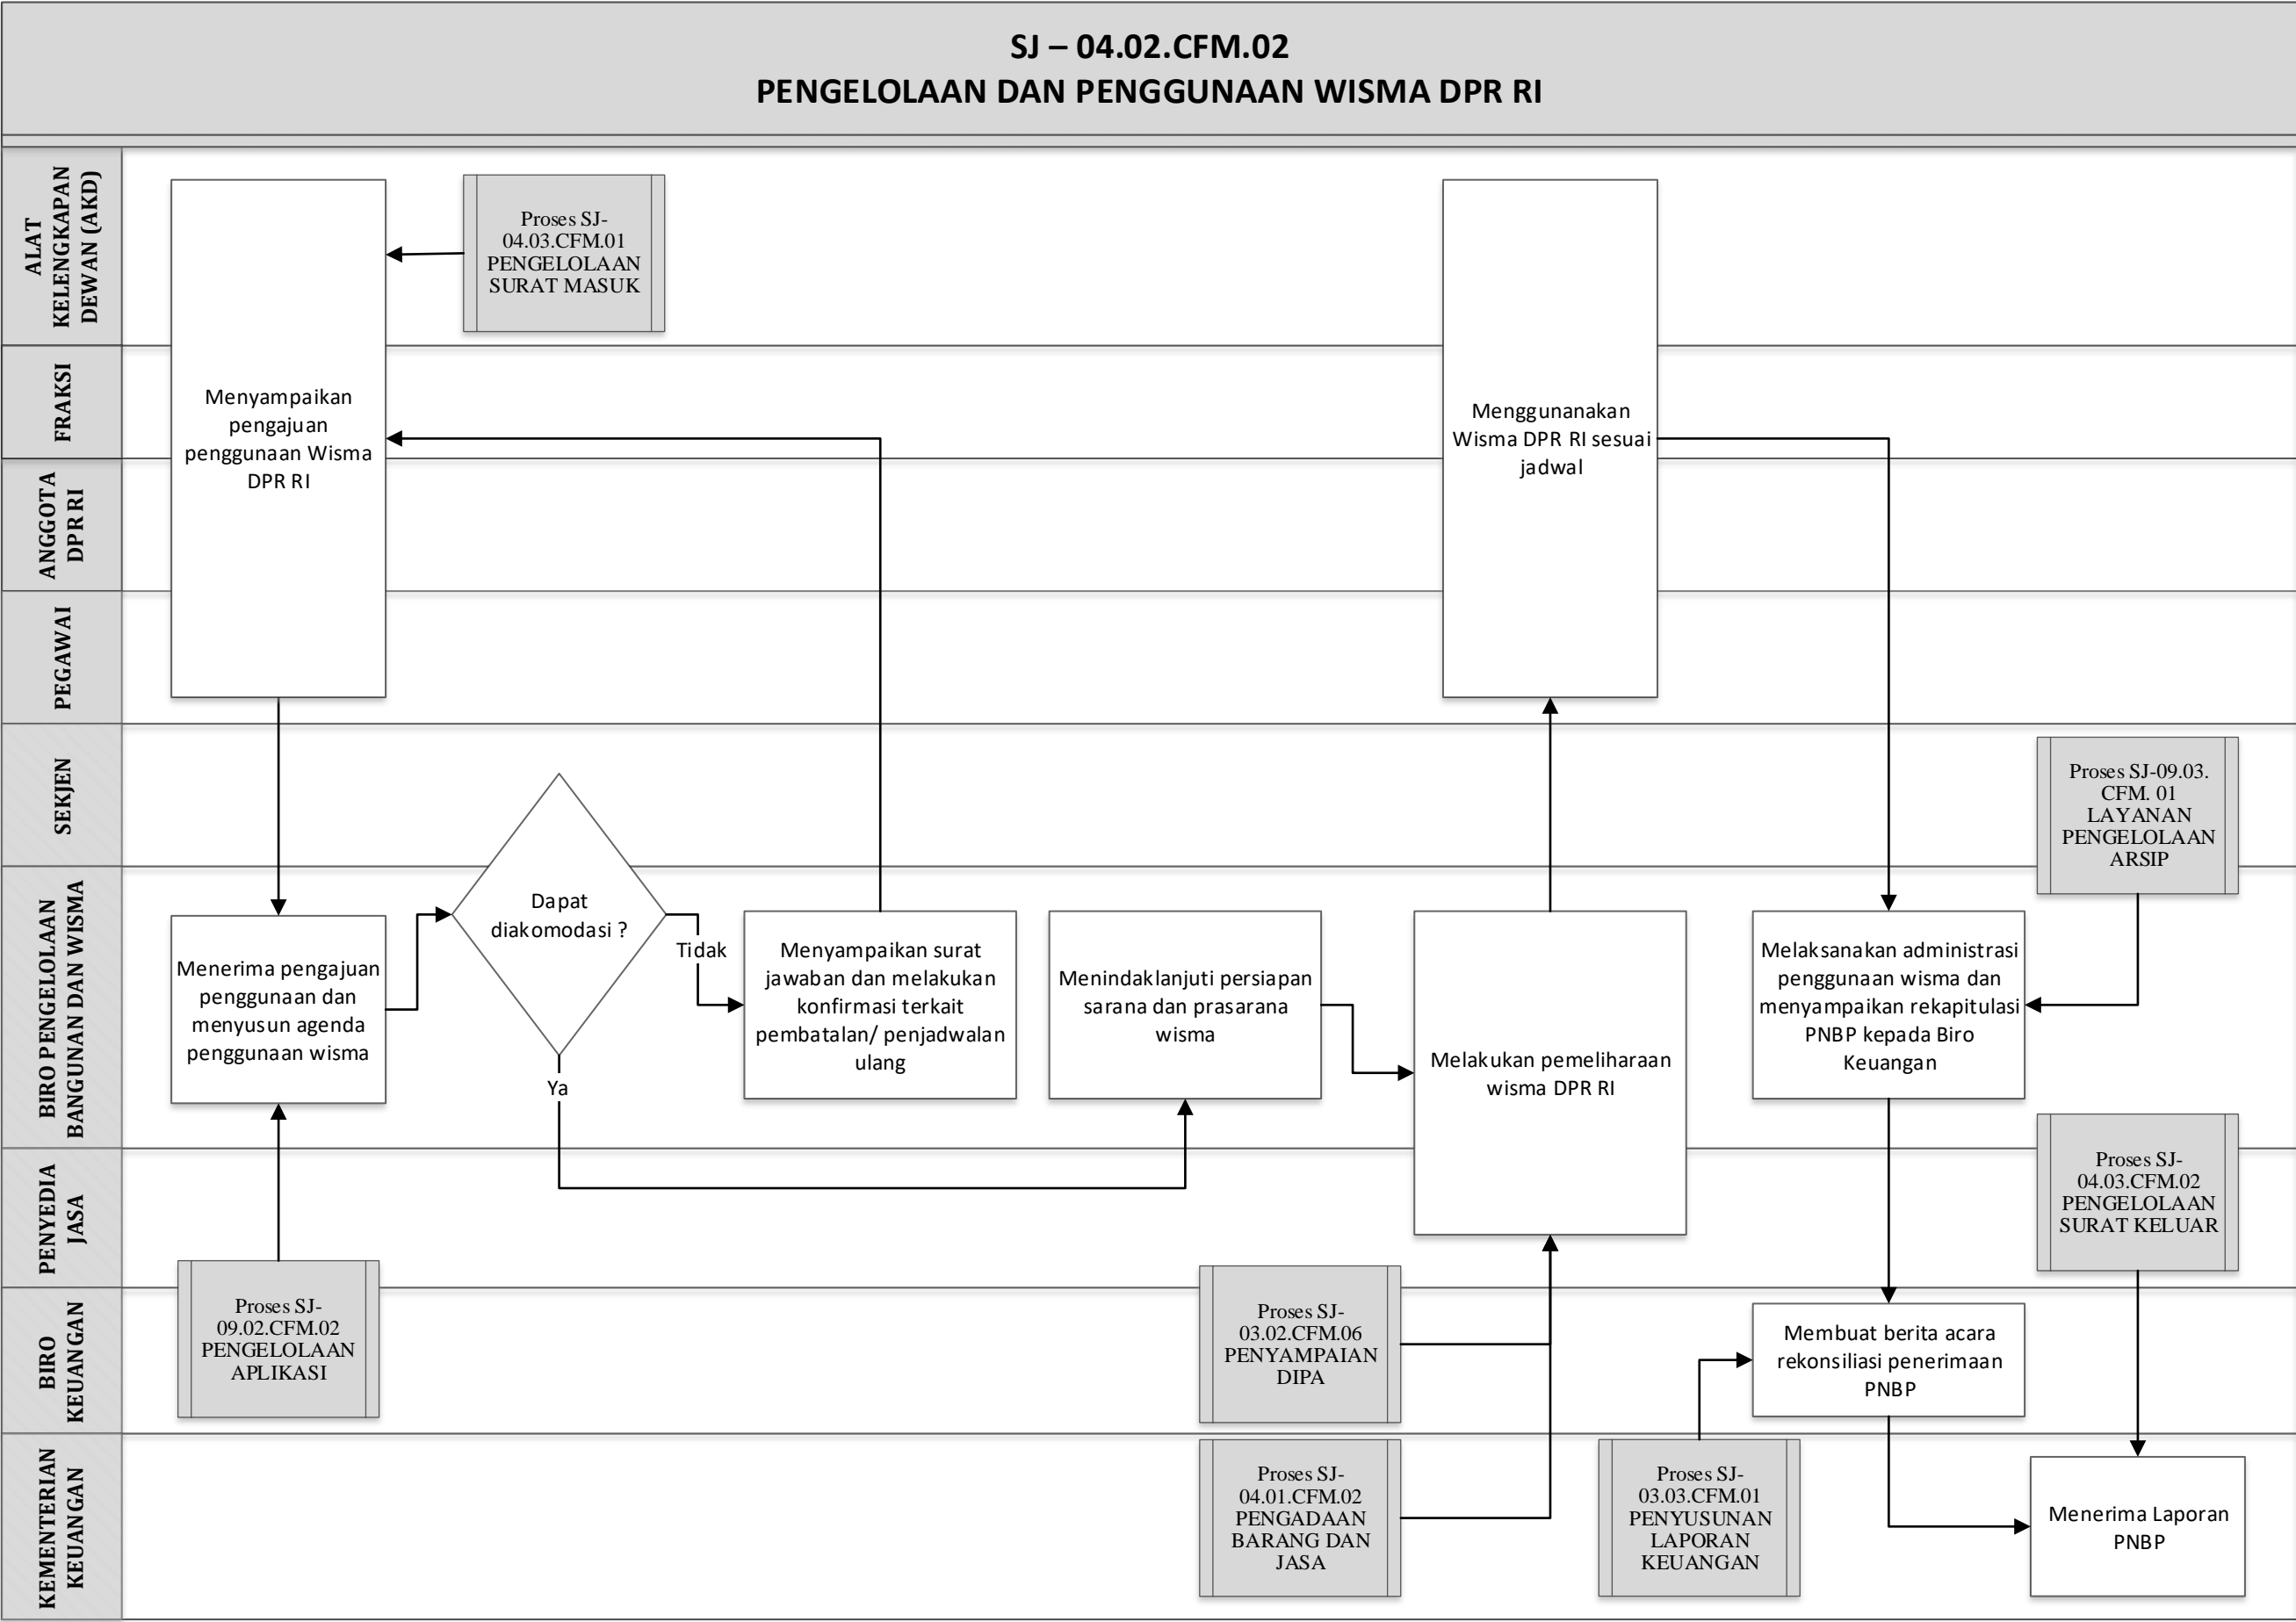 SJ – 04.02.CFM.02
PENGELOLAAN DAN PENGGUNAAN WISMA DPR RI
ALAT
KELENGKAPAN
DEWAN (AKD)
Proses SJ-
04.03.CFM.01
PENGELOLAAN
SURAT MASUK
FRAKSI
Menyampaikan
pengajuan
penggunaan Wisma
DPR RI
Menggunanakan
Wisma DPR RI sesuai
jadwal
ANGGOTA
DPR RI
PEGAWAI
SEKJEN
Proses SJ-09.03.
CFM. 01
LAYANAN
PENGELOLAAN
ARSIP
BIRO PENGELOLAAN
BANGUNAN DAN WISMA
Menerima pengajuan
penggunaan dan
menyusun agenda
penggunaan wisma
Dapat
diakomodasi ?
Tidak
Ya
Menyampaikan surat
jawaban dan melakukan
konfirmasi terkait
pembatalan/ penjadwalan
ulang
Menindaklanjuti persiapan
sarana dan prasarana
wisma
Melakukan pemeliharaan
wisma DPR RI
Melaksanakan administrasi
penggunaan wisma dan
menyampaikan rekapitulasi
PNBP kepada Biro
Keuangan
PENYEDIA
JASA
Proses SJ-
04.03.CFM.02
PENGELOLAAN
SURAT KELUAR
BIRO
KEUANGAN
Proses SJ-
09.02.CFM.02
PENGELOLAAN
APLIKASI
Proses SJ-
03.02.CFM.06
PENYAMPAIAN
DIPA
Membuat berita acara
rekonsiliasi penerimaan
PNBP
KEMENTERIAN
KEUANGAN
Proses SJ-
04.01.CFM.02
PENGADAAN
BARANG DAN
JASA
Proses SJ-
03.03.CFM.01
PENYUSUNAN
LAPORAN
KEUANGAN
Menerima Laporan
PNBP